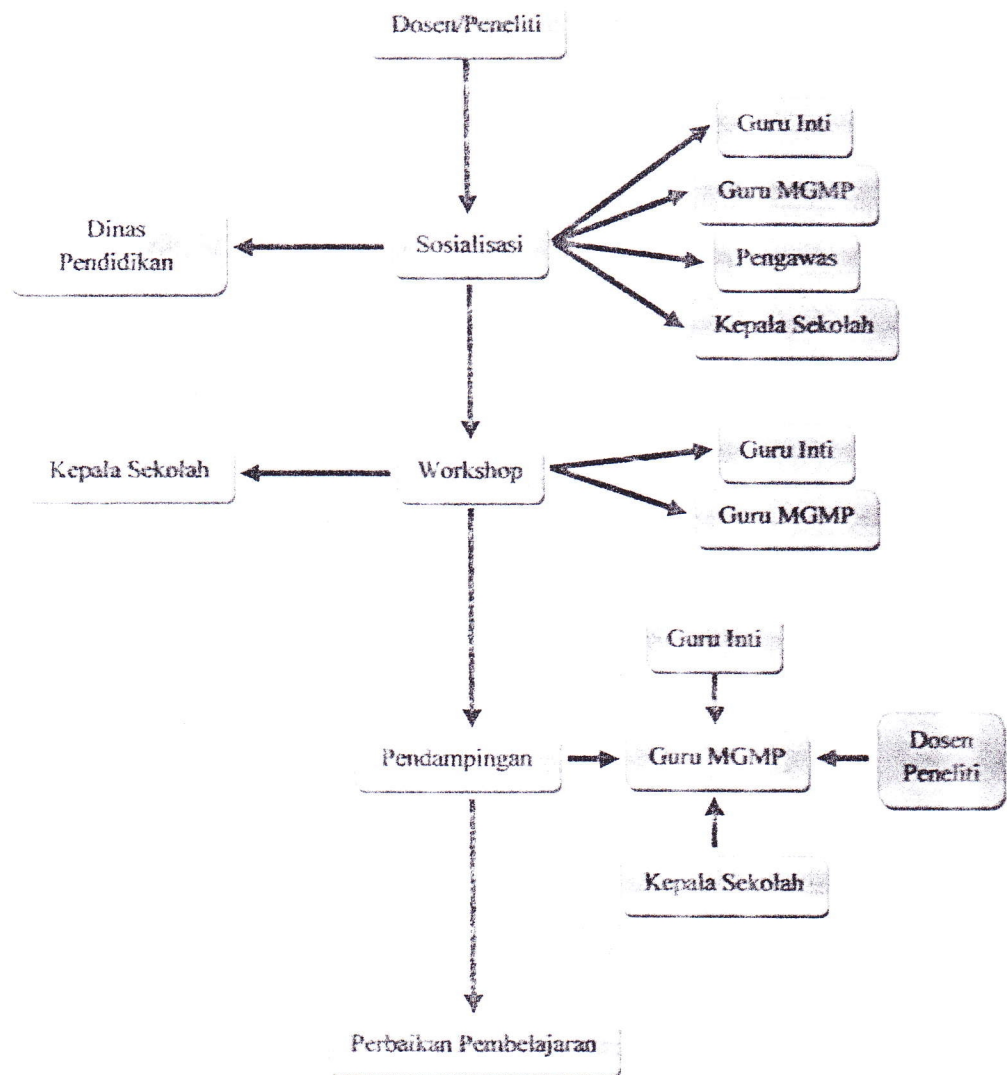 Dosen/Peneliti
Guru Inti
Guru MGMP
Dinas
Pendidikan
Sosialisasi
Pengawas
Kepala Sekolah
Kepala Sekolah
Workshop
Guru Inti
Guru MGMP
Guru Inti
Pendampingan
Guru MGMP
Dosen
Peneliti
Kepala Sekolah
Perbaikan Pembelajaran